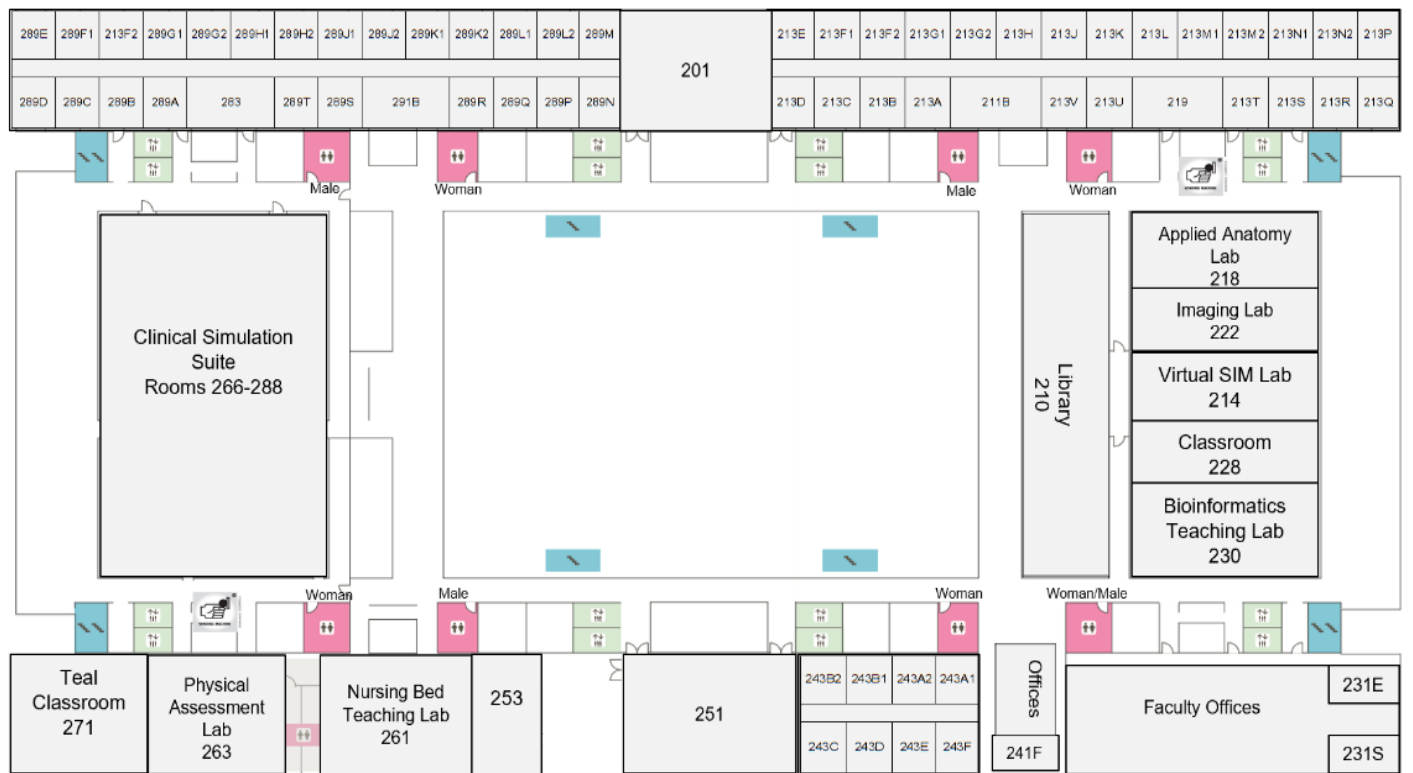 289E 289F1 213F2 289G1 289G2 289H1 289H2 289J1 289J2 289K1 289K2 289L1 289L2 289M
201
213E 213F1 213F2 213G1 213G2 213H 213J 213K 213L 213M1 213M2 213N1 213N2 213P
289D 289C 289B 289A 283 289T 289S 291B 289R 289Q 289P 289N
213D 213C 213B 213A 211B 213V 213U 219 213T 213S 213R 213Q
Male
Woman
Male
Woman
Clinical Simulation
Suite
Rooms 266-288
Library
210
Applied Anatomy
Lab
218
Imaging Lab
222
Virtual SIM Lab
214
Classroom
228
Bioinformatics
Teaching Lab
230
Woman
Male
Woman
Woman/Male
Teal
Classroom
271
Physical
Assessment
Lab
263
Nursing Bed
Teaching Lab
261
253
251
243B2 243B1 243A2 243A1
243C 243D 243E 243F
Offices
241F
Faculty Offices
231E
231S